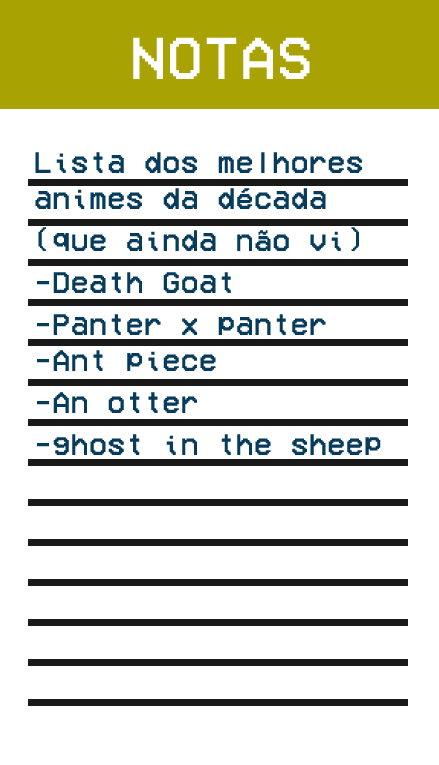 NOTAS
Lista dos melhores
animes da década
(que ainda não vi)
-Death Goat
-Panter x panter
-Ant piece
-An otter
-ghost in the sheep